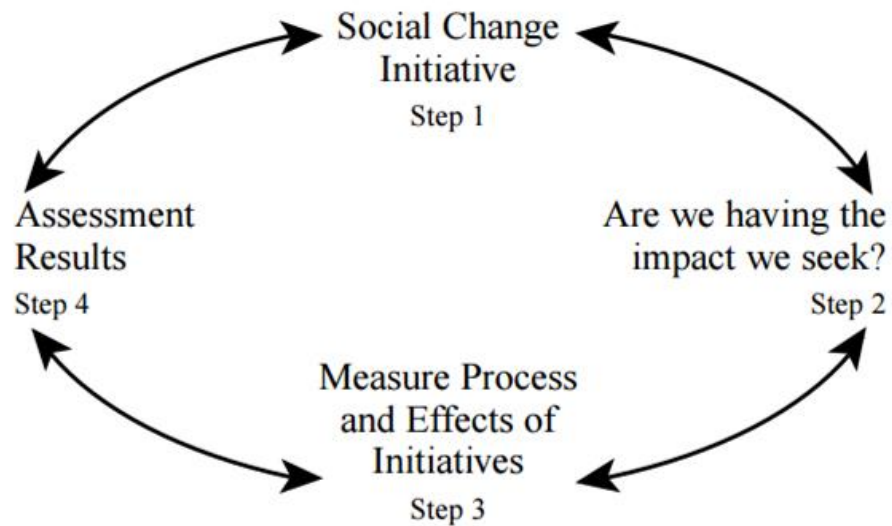 Social Change
Initiative
Step 1
Are we having the
impact we seek?
Step 2
Measure Process
and Effects of
Initiatives
Step 3
Assessment
Results
Step 4